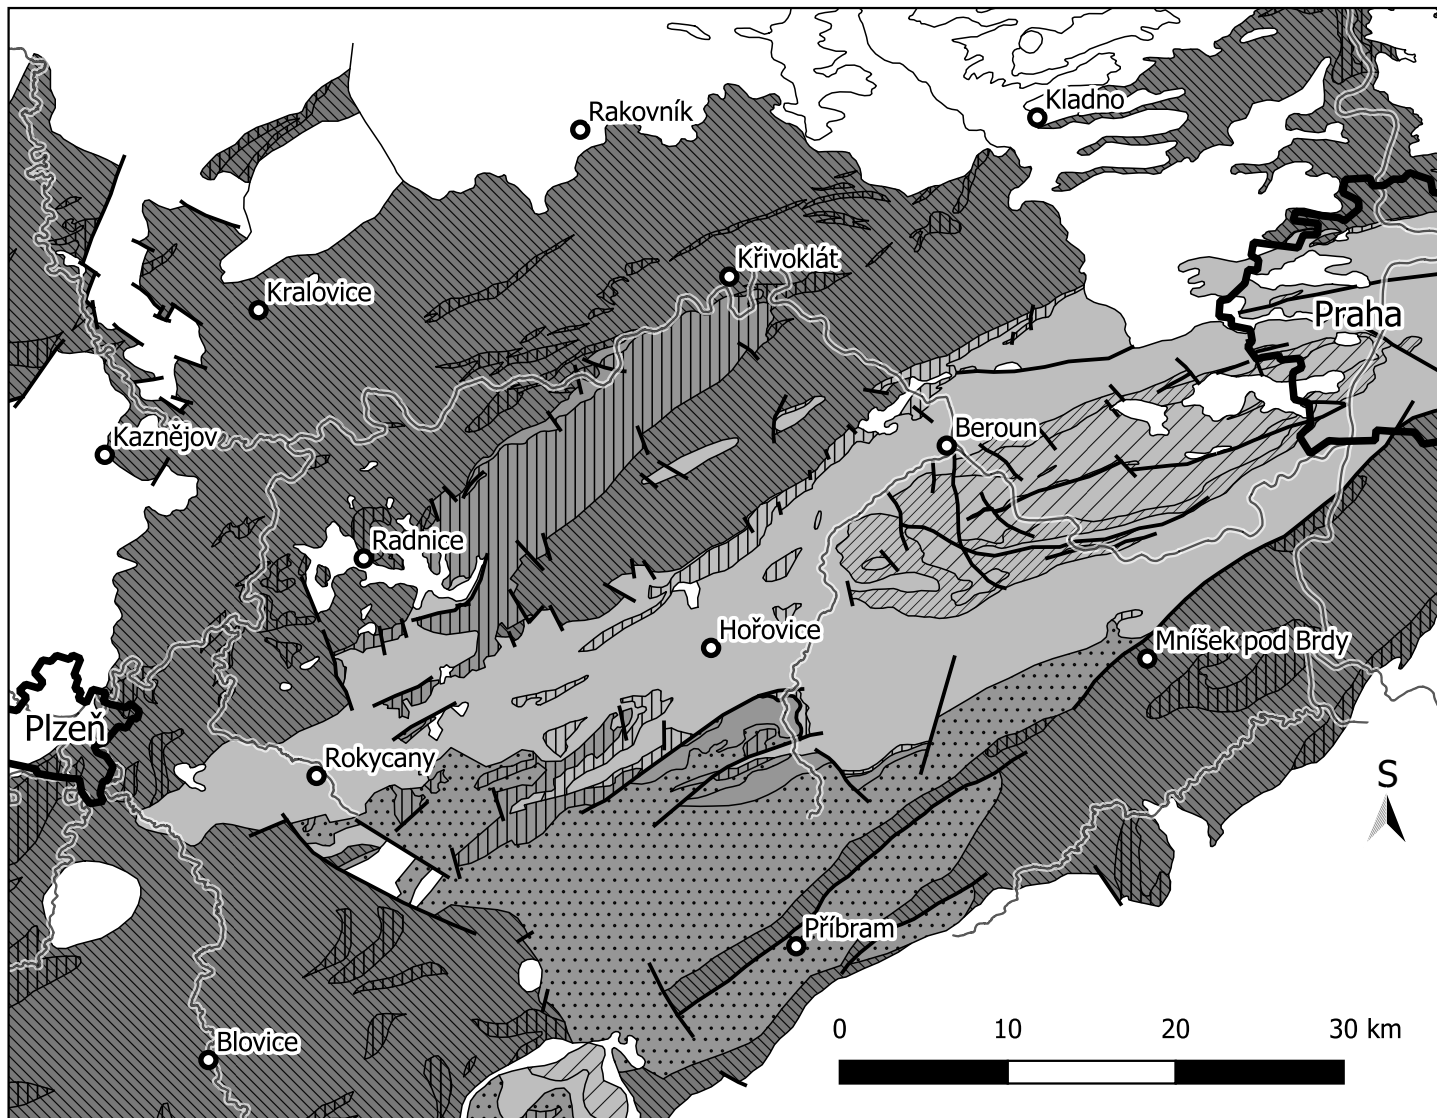 Kladno
Rakovník
Křivoklát
Kralovice
Praha
Kaznějov
Beroun
Radnice
Hořovice
Mníšek pod Brdy
Plzeň
Rokycany
S
Příbram
Blovice
0 10 20 30 km